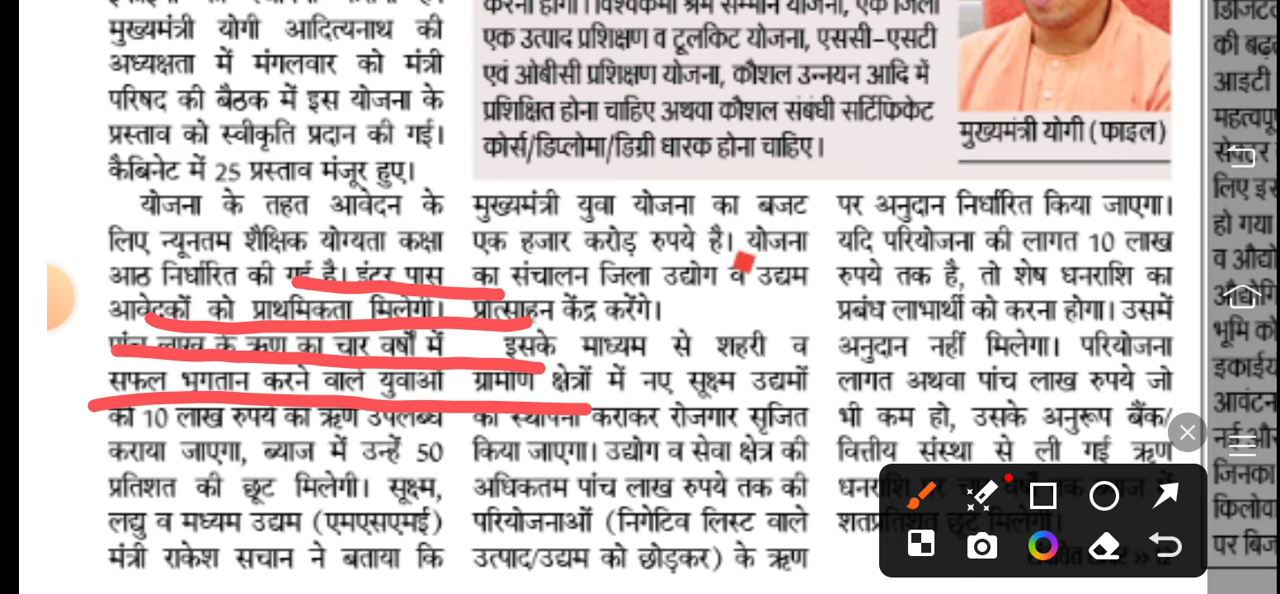 मुख्यमंत्री योगी आदित्यनाथ की
अध्यक्षता में मंगलवार को मंत्री
परिषद की बैठक में इस योजना के
प्रस्ताव को स्वीकृति प्रदान की गई।
कैबिनेट में 25 प्रस्ताव मंजूर हुए।
योजना के तहत आवेदन के
लिए न्यूनतम शैक्षिक योग्यता कक्षा
आठ निर्धारित की गई है। इंटर पास
आवेदकों को प्राथमिकता मिलेगी।
पांच लाख के ऋण का चार वर्षों में
सफल भुगतान करने वाले युवाओं
को 10 लाख रुपये का ऋण उपलब्ध
कराया जाएगा, ब्याज में उन्हें 50
प्रतिशत की छूट मिलेगी। सूक्ष्म,
लद्यु व मध्यम उद्यम (एमएसएमई)
मंत्री राकेश सचान ने बताया कि
करना होगा। विश्वकर्मा श्रम सम्मान योजना, एक जिला
एक उत्पाद प्रशिक्षण व टूलकिट योजना, एससी-एसटी
एवं ओबीसी प्रशिक्षण योजना, कौशल उन्नयन आदि में
प्रशिक्षित होना चाहिए अथवा कौशल संबंधी सर्टिफिकेट
कोर्स/डिप्लोमा/डिग्री धारक होना चाहिए।
मुख्यमंत्री योगी (फाइल)
मुख्यमंत्री युवा योजना का बजट
एक हजार करोड़ रुपये है। योजना
का संचालन जिला उद्योग व उद्यम
प्रोत्साहन केंद्र करेंगे।
इसके माध्यम से शहरी व
ग्रामीण क्षेत्रों में नए सूक्ष्म उद्यमों
की स्थापना कराकर रोजगार सृजित
किया जाएगा। उद्योग व सेवा क्षेत्र की
अधिकतम पांच लाख रुपये तक की
परियोजनाओं (निगेटिव लिस्ट वाले
उत्पाद/उद्यम को छोड़कर) के ऋण
पर अनुदान निर्धारित किया जाएगा।
यदि परियोजना की लागत 10 लाख
रुपये तक है, तो शेष धनराशि का
प्रबंध लाभार्थी को करना होगा। उसमें
अनुदान नहीं मिलेगा। परियोजना
लागत अथवा पांच लाख रुपये जो
भी कम हो, उसके अनुरूप बैंक/
वित्तीय संस्था से ली गई ऋण
की बढ़
आइटी
महत्वपू
लिए इस
हो गया
व औद्यो
भूमि को
इकाईय
आवंटन
जिनका
किलोव
पर बिज